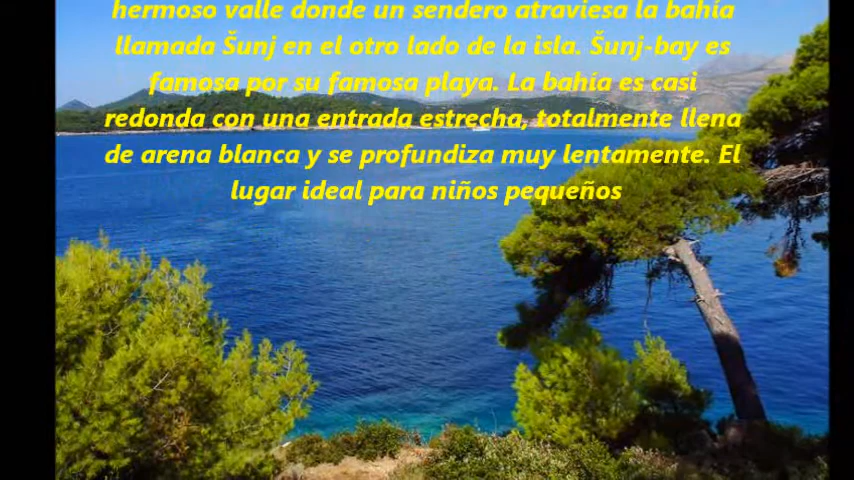 hermoso valle donde un sendero atraviesa la bahía
llamada Šunj en el otro lado de la isla. Šunj-bay es
famosa por su famosa playa. La bahía es casi
redonda con una entrada estrecha, totalmente llena
de arena blanca y se profundiza muy lentamente. El
lugar ideal para niños pequeños